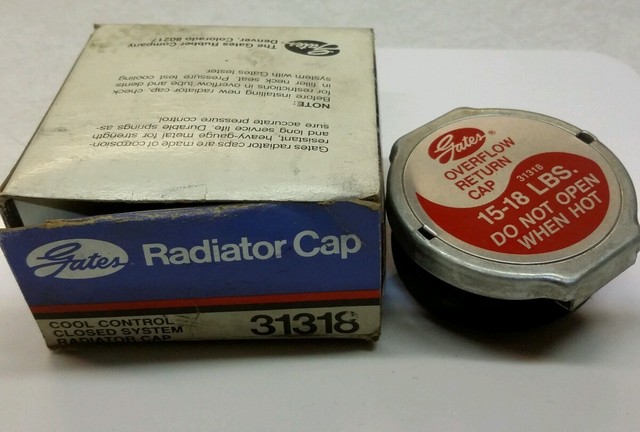 Gates
The Gates Rubber Company
Denver, Colorado 80217
Gates radiator caps are made of corrosion-
resistant, heavy-gauge metal for strength
and long service life. Durable springs as-
sure accurate pressure control.
NOTE:
Before installing new radiator cap, check
for restrictions in overflow tube and dents
in filler neck seat. Pressure test cooling
system with Gates tester.
Gates Radiator Cap
COOL CONTROL
CLOSED SYSTEM
RADIATOR CAP
31318
Gates
OVERFLOW
RETURN
CAP
31318
15-18 LBS.
DO NOT OPEN
WHEN HOT